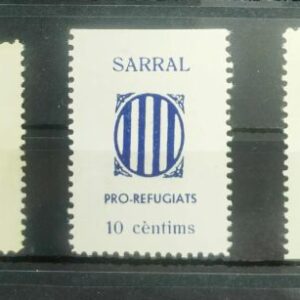 SARRAL
PRO-REFUGIATS
10 cèntims